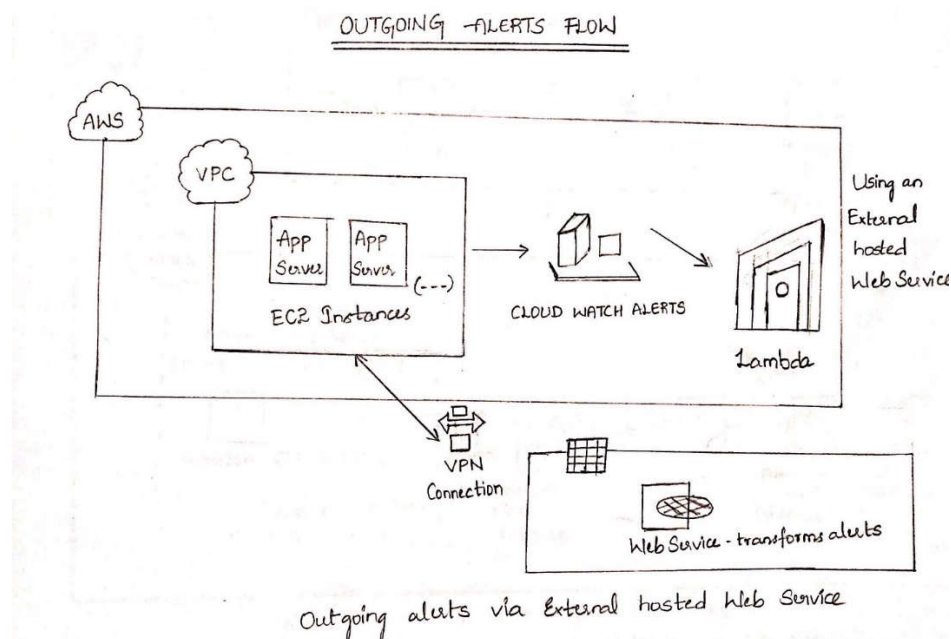 OUTGOING -ALERTS FLOW
AWS
VPC
App
Server
App
Server
(---)
EC2 Instances
CLOUD WATCH ALERTS
Lambda
Using an
External
hosted
Web Service
VPN
Connection
Web Service - transforms alerts
Outgoing alerts via External hosted Web Service